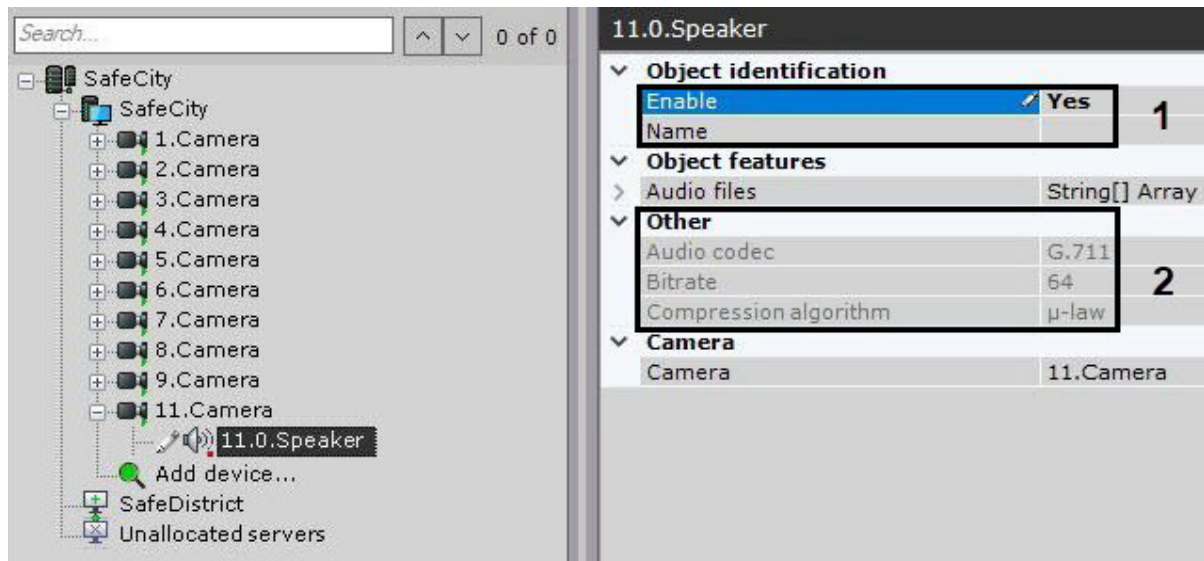 Search...
0 of 0
SafeCity
SafeCity
1.Camera
2.Camera
3.Camera
4.Camera
5.Camera
6.Camera
7.Camera
8.Camera
9.Camera
11.Camera
11.0.Speaker
Add device...
SafeDistrict
Unallocated servers
11.0.Speaker
Object identification
Enable Yes
Name
1
Object features
Audio files String[] Array
Other
Audio codec G.711
Bitrate 64
Compression algorithm µ-law
2
Camera
Camera 11.Camera